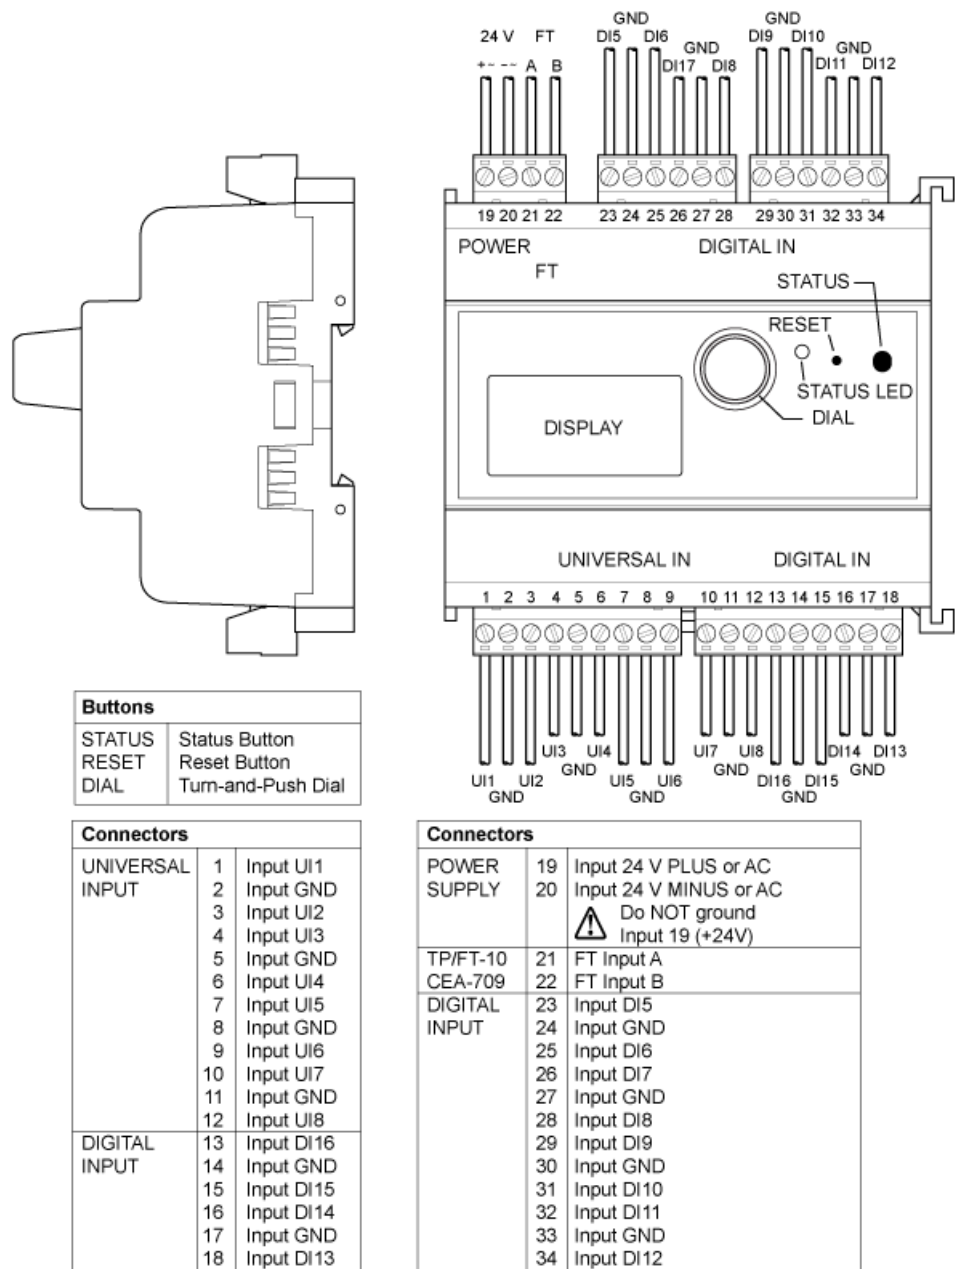 GND GND
24 V FT DI5 DI6 DI9 DI10
GND GND
+~ -~ A B DI17 DI8 DI11 DI12
19 20 21 22 23 24 25 26 27 28 29 30 31 32 33 34
POWER DIGITAL IN
FT
STATUS
RESET
STATUS LED
DIAL
DISPLAY
UNIVERSAL IN DIGITAL IN
1 2 3 4 5 6 7 8 9 10 11 12 13 14 15 16 17 18
UI3 UI4 UI7 UI8 DI14 DI13
GND GND GND
UI1 UI2 UI5 UI6 DI16 DI15
GND GND GND
Buttons
STATUS Status Button
RESET Reset Button
DIAL Turn-and-Push Dial
Connectors
UNIVERSAL 1 Input UI1
INPUT 2 Input GND
3 Input UI2
4 Input UI3
5 Input GND
6 Input UI4
7 Input UI5
8 Input GND
9 Input UI6
10 Input UI7
11 Input GND
12 Input UI8
DIGITAL 13 Input DI16
INPUT 14 Input GND
15 Input DI15
16 Input DI14
17 Input GND
18 Input DI13
Connectors
POWER 19 Input 24 V PLUS or AC
SUPPLY 20 Input 24 V MINUS or AC
Do NOT ground
Input 19 (+24V)
TP/FT-10 21 FT Input A
CEA-709 22 FT Input B
DIGITAL 23 Input DI5
INPUT 24 Input GND
25 Input DI6
26 Input DI7
27 Input GND
28 Input DI8
29 Input DI9
30 Input GND
31 Input DI10
32 Input DI11
33 Input GND
34 Input DI12